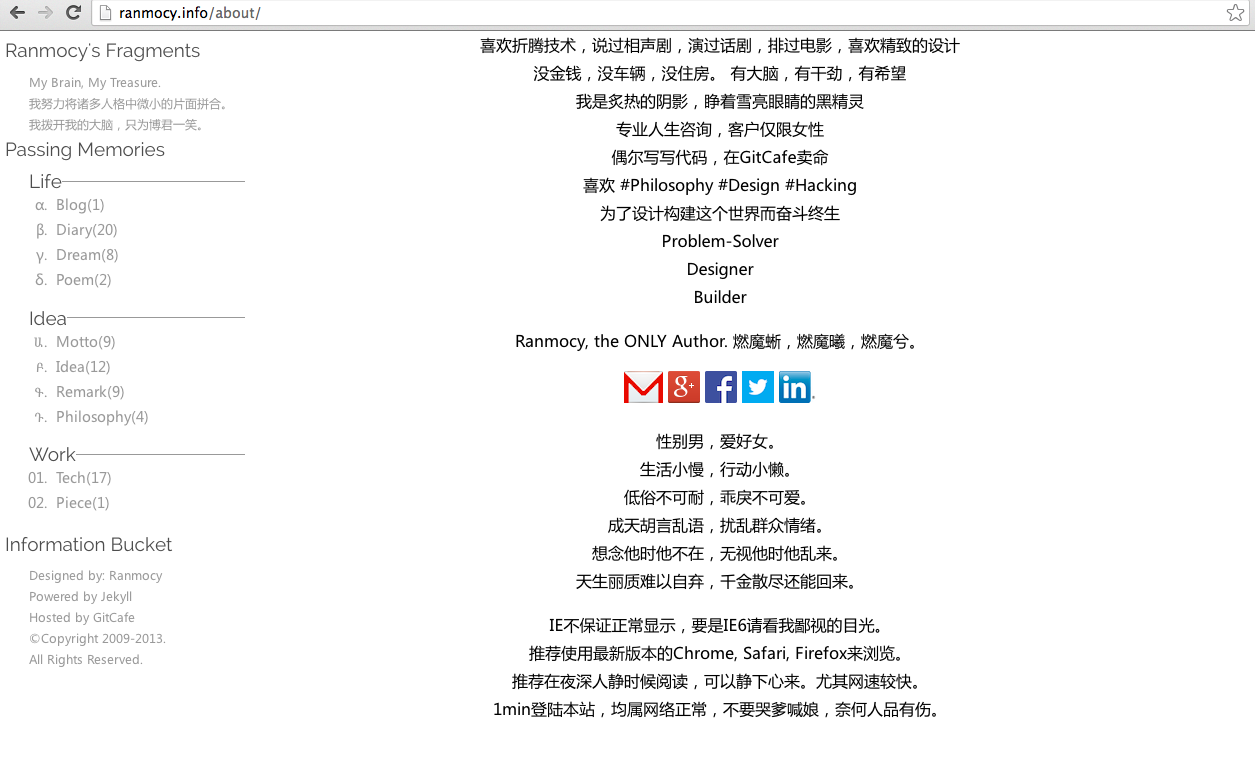 ranmocy.info/about/
Ranmocy's Fragments
My Brain, My Treasure.
我努力将诸多人格中微小的片面拼合。
我拨开我的大脑，只为博君一笑。
Passing Memories
Life
α. Blog(1)
β. Diary(20)
γ. Dream(8)
δ. Poem(2)
Idea
Ա. Motto(9)
Բ. Idea(12)
Գ. Remark(9)
Դ. Philosophy(4)
Work
01. Tech(17)
02. Piece(1)
Information Bucket
Designed by: Ranmocy
Powered by Jekyll
Hosted by GitCafe
©Copyright 2009-2013.
All Rights Reserved.
喜欢折腾技术，说过相声剧，演过话剧，排过电影，喜欢精致的设计
没金钱，没车辆，没住房。 有大脑，有干劲，有希望
我是炙热的阴影，睁着雪亮眼睛的黑精灵
专业人生咨询，客户仅限女性
偶尔写写代码，在GitCafe卖命
喜欢 #Philosophy #Design #Hacking
为了设计构建这个世界而奋斗终生
Problem-Solver
Designer
Builder
Ranmocy, the ONLY Author. 燃魔蜥，燃魔曦，燃魔兮。
性别男，爱好女。
生活小慢，行动小懒。
低俗不可耐，乖戾不可爱。
成天胡言乱语，扰乱群众情绪。
想念他时他不在，无视他时他乱来。
天生丽质难以自弃，千金散尽还能回来。
IE不保证正常显示，要是IE6请看我鄙视的目光。
推荐使用最新版本的Chrome, Safari, Firefox来浏览。
推荐在夜深人静时候阅读，可以静下心来。尤其网速较快。
1min登陆本站，均属网络正常，不要哭爹喊娘，奈何人品有伤。